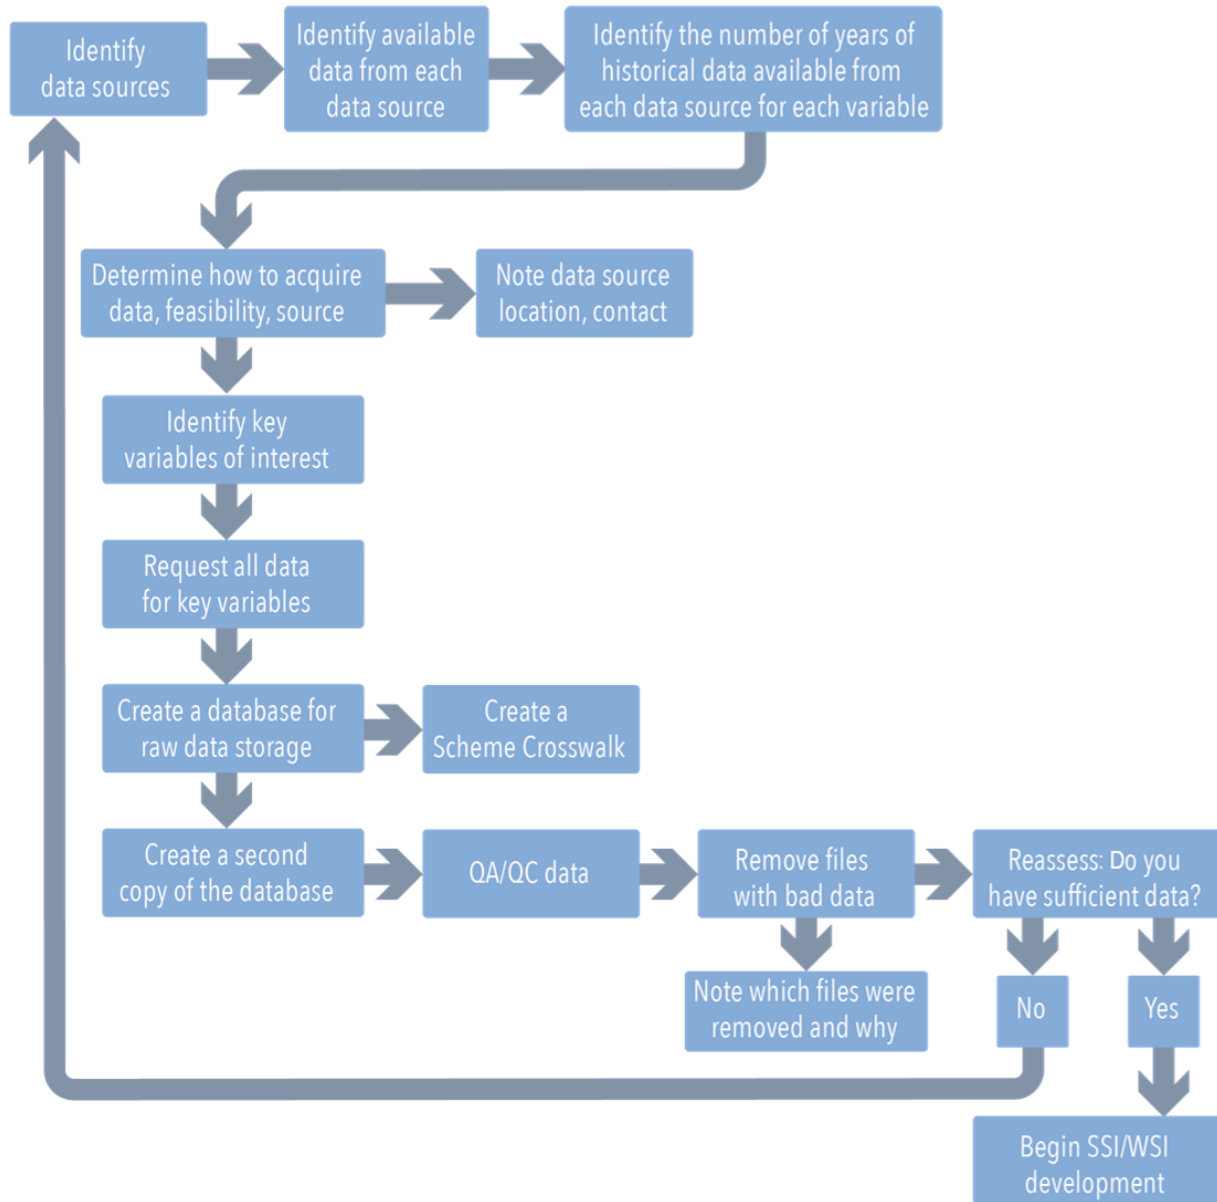 Identify
data sources
Identify available
data from each
data source
Identify the number of years of
historical data available from
each data source for each variable
Determine how to acquire
data, feasibility, source
Note data source
location, contact
Identify key
variables of interest
Request all data
for key variables
Create a database for
raw data storage
Create a
Scheme Crosswalk
Create a second
copy of the database
QA/QC data
Remove files
with bad data
Reassess: Do you
have sufficient data?
Note which files were
removed and why
No
Yes
Begin SSI/WSI
development